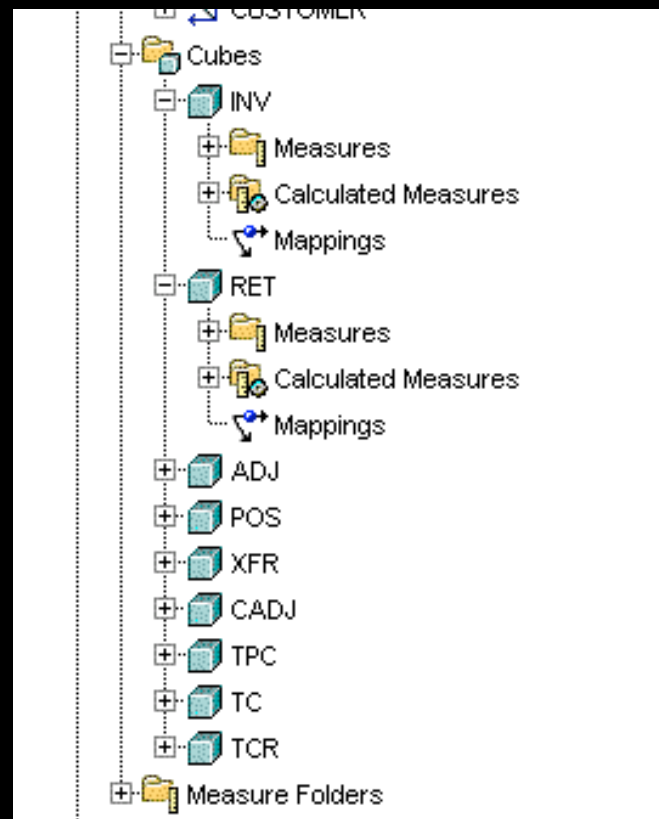 CUSTOMER
Cubes
INV
Measures
Calculated Measures
Mappings
RET
Measures
Calculated Measures
Mappings
ADJ
POS
XFR
CADJ
TPC
TC
TCR
Measure Folders